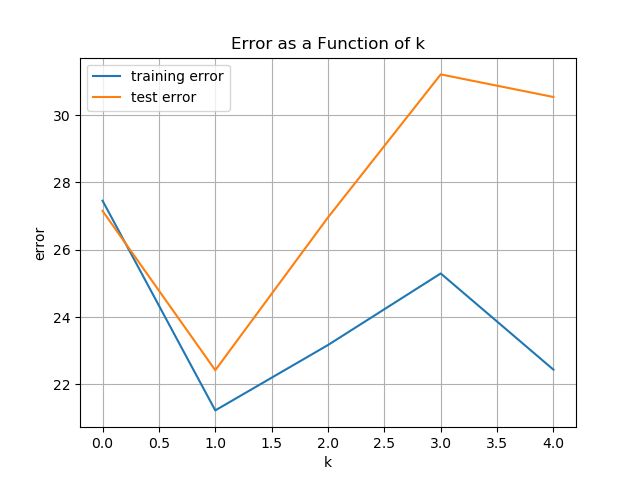 Error as a Function of k
training error
test error
30
28
26
24
22
error
0.0 0.5 1.0 1.5 2.0 2.5 3.0 3.5 4.0
k